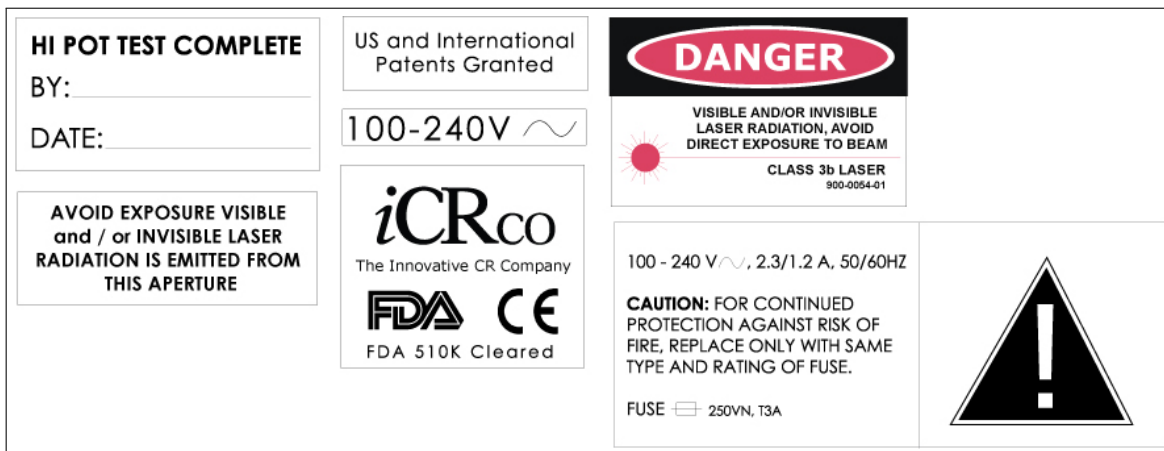 HI POT TEST COMPLETE
BY:
DATE:
AVOID EXPOSURE VISIBLE
and / or INVISIBLE LASER
RADIATION IS EMITTED FROM
THIS APERTURE
US and International
Patents Granted
100-240V
iCRco
The Innovative CR Company
FDA CE
FDA 510K Cleared
DANGER
VISIBLE AND/OR INVISIBLE
LASER RADIATION, AVOID
DIRECT EXPOSURE TO BEAM
CLASS 3b LASER
900-0054-01
100 - 240 V , 2.3/1.2 A, 50/60HZ
CAUTION: FOR CONTINUED
PROTECTION AGAINST RISK OF
FIRE, REPLACE ONLY WITH SAME
TYPE AND RATING OF FUSE.
FUSE 250VN, T3A
!